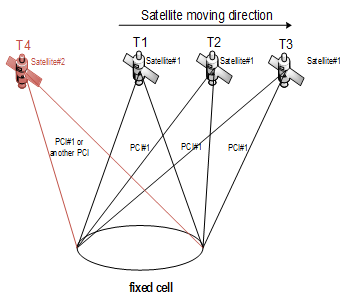 Satellite moving direction
T4
T1
T2
T3
Satellite#2
Satellite#1
Satellite#1
Satellite#1
PCI#1 or
another PCI
PCI#1
PCI#1
PCI#1
fixed cell